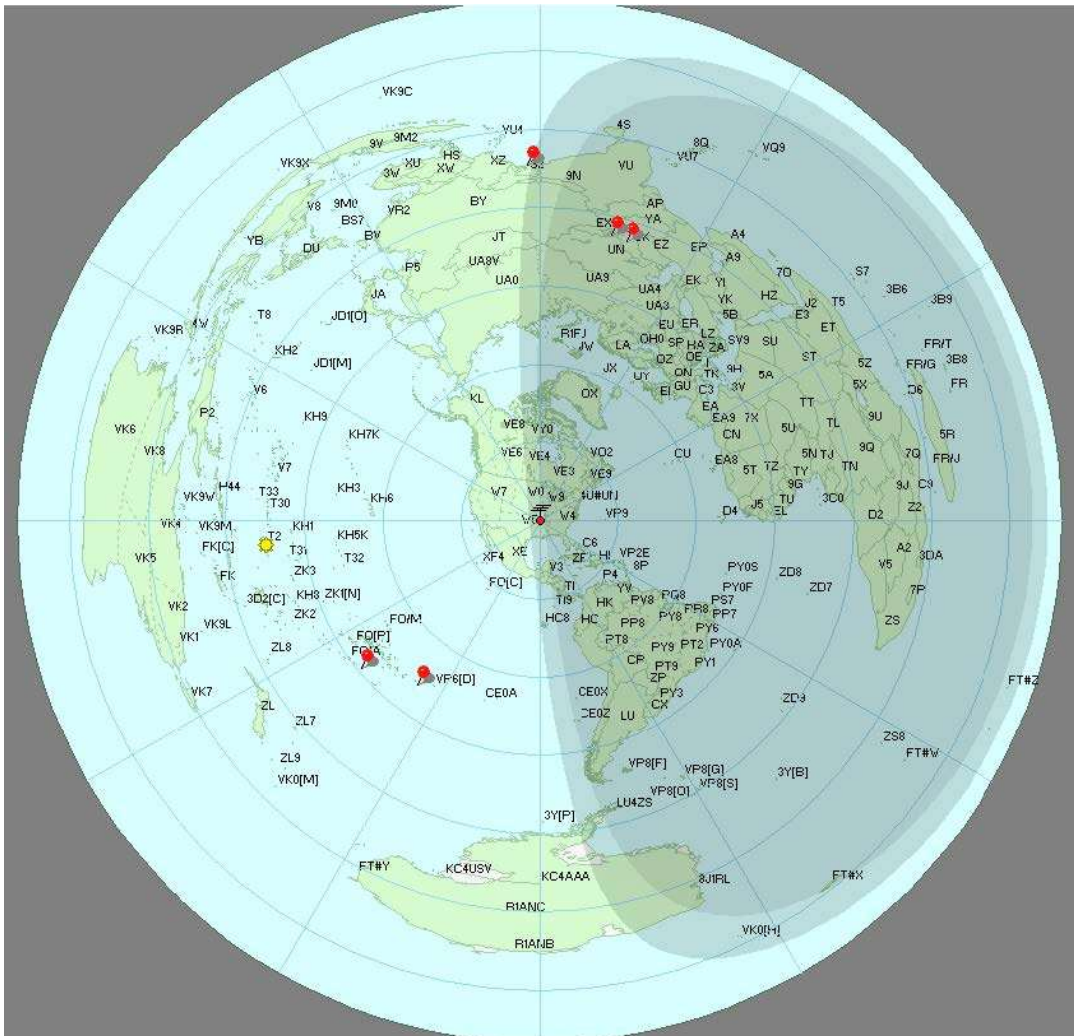 VK9C
VU4
4S
9V
9M2
HS
XZ
8Q
VU7
VQ9
VK9X
XU
XW
3W
VU
9N
V8
9M0
BS7
VR2
BY
AP
YA
EX
BV
YB
DU
JT
EZ
EP
A4
UN
A9
P5
UA8V
UA0
UA9
EK
YI
7O
S7
JA
UA4
YK
HZ
J2
T5
3B6
3B9
UA3
5B
E3
T8
JD1[O]
4W
VK9R
R1FJ
EU
ER
LZ
ET
JW
LA
OH0
SP
HA
ZA
SV9
SU
FR/T
KH2
JD1[M]
OZ
OE
I
ST
5Z
FR/G
3B8
JX
ON
TK
9H
5A
V6
GU
C3
3V
5X
D6
FR
KL
OX
EI
TT
P2
KH9
EA
EA9
7X
9U
VK6
VE8
VY0
CN
5U
TL
5R
KH7K
VK8
VE6
VE4
VO2
CU
EA8
5N
TJ
9Q
7Q
FR/J
V7
VE3
VE9
5T
TZ
TY
TN
H44
T33
KH3
W7
W0
W9
4U#UN
9G
9J
C9
VK9W
T30
KH6
J5
TU
3C0
Z2
VK4
VK9M
KH1
W4
VP9
D4
EL
D2
FK[C]
T2
KH5K
C6
A2
3DA
VK5
T31
T32
XF4
XE
ZF
HI
VP2E
8P
FK
ZK3
V3
P4
PY0S
ZD8
V5
3D2[C]
KH8
ZK1[N]
FO[C]
TI
YV
PY0F
ZD7
7P
VK2
ZK2
TI9
HK
PY8
PS7
VK9L
FO/M
HC8
HC
PP8
PY8
PR8
PP7
ZS
VK1
FO[P]
PT8
PT2
PY6
PY0A
ZL8
PY9
CP
PT9
PY1
VP6[D]
ZP
FT#Z
VK7
CE0A
CE0X
PY3
ZD9
ZL
CE0Z
LU
CX
ZL7
ZS8
FT#W
ZL9
VP8[F]
VP8[G]
3Y[B]
VK0[M]
VP8[O]
VP8[S]
LU4ZS
3Y[P]
FT#Y
KC4USV
KC4AAA
8J1RL
FT#X
R1ANC
VK0[H]
R1ANB